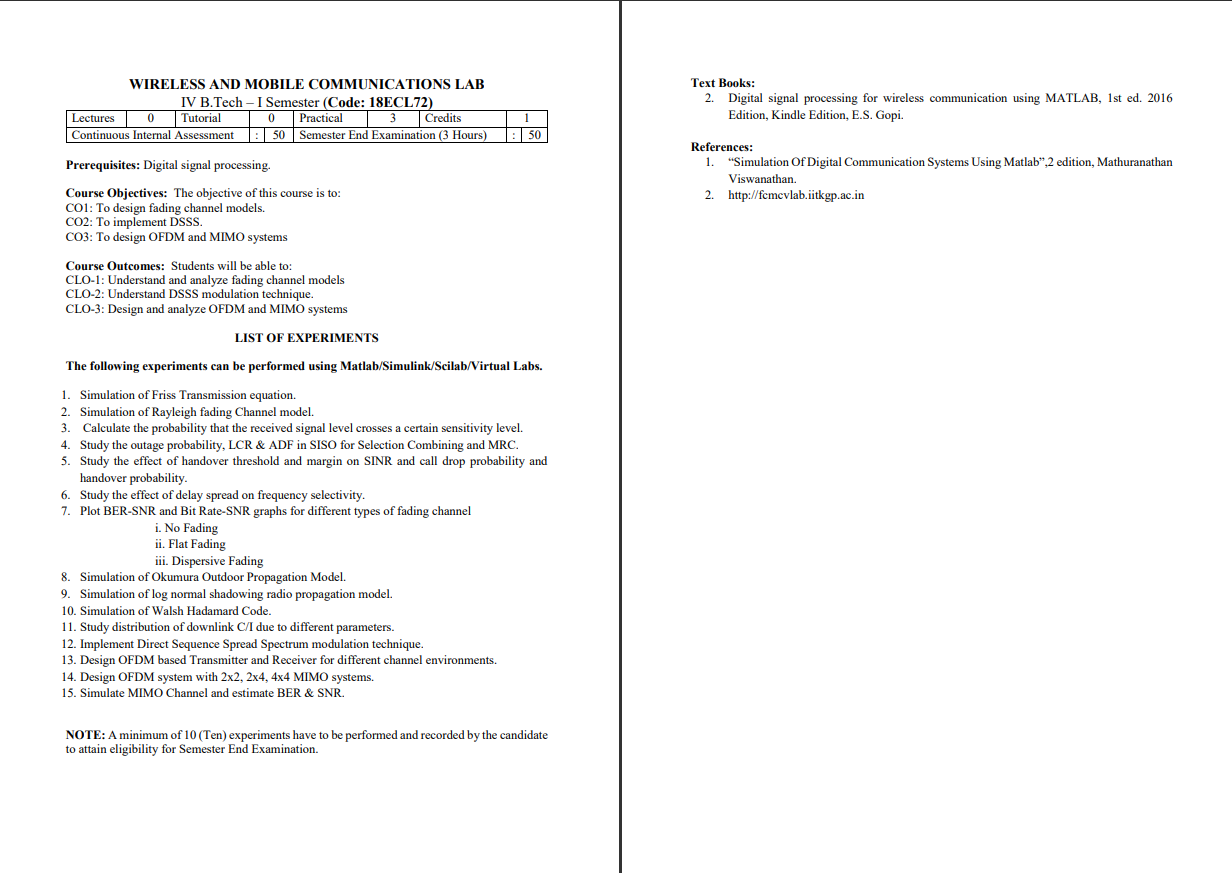 WIRELESS AND MOBILE COMMUNICATIONS LAB
IV B.Tech – I Semester (Code: 18ECL72)
Lectures 0 Tutorial 0 Practical 3 Credits 1
Continuous Internal Assessment : 50 Semester End Examination (3 Hours) : 50
Prerequisites: Digital signal processing.
Course Objectives: The objective of this course is to:
CO1: To design fading channel models.
CO2: To implement DSSS.
CO3: To design OFDM and MIMO systems
Course Outcomes: Students will be able to:
CLO-1: Understand and analyze fading channel models
CLO-2: Understand DSSS modulation technique.
CLO-3: Design and analyze OFDM and MIMO systems
LIST OF EXPERIMENTS
The following experiments can be performed using Matlab/Simulink/Scilab/Virtual Labs.
1. Simulation of Friss Transmission equation.
2. Simulation of Rayleigh fading Channel model.
3. Calculate the probability that the received signal level crosses a certain sensitivity level.
4. Study the outage probability, LCR & ADF in SISO for Selection Combining and MRC.
5. Study the effect of handover threshold and margin on SINR and call drop probability and
handover probability.
6. Study the effect of delay spread on frequency selectivity.
7. Plot BER-SNR and Bit Rate-SNR graphs for different types of fading channel
i. No Fading
ii. Flat Fading
iii. Dispersive Fading
8. Simulation of Okumura Outdoor Propagation Model.
9. Simulation of log normal shadowing radio propagation model.
10. Simulation of Walsh Hadamard Code.
11. Study distribution of downlink C/I due to different parameters.
12. Implement Direct Sequence Spread Spectrum modulation technique.
13. Design OFDM based Transmitter and Receiver for different channel environments.
14. Design OFDM system with 2x2, 2x4, 4x4 MIMO systems.
15. Simulate MIMO Channel and estimate BER & SNR.
NOTE: A minimum of 10 (Ten) experiments have to be performed and recorded by the candidate
to attain eligibility for Semester End Examination.
Text Books:
2. Digital signal processing for wireless communication using MATLAB, 1st ed. 2016
Edition, Kindle Edition, E.S. Gopi.
References:
1. “Simulation Of Digital Communication Systems Using Matlab”,2 edition, Mathuranathan
Viswanathan.
2. http://fcmcvlab.iitkgp.ac.in